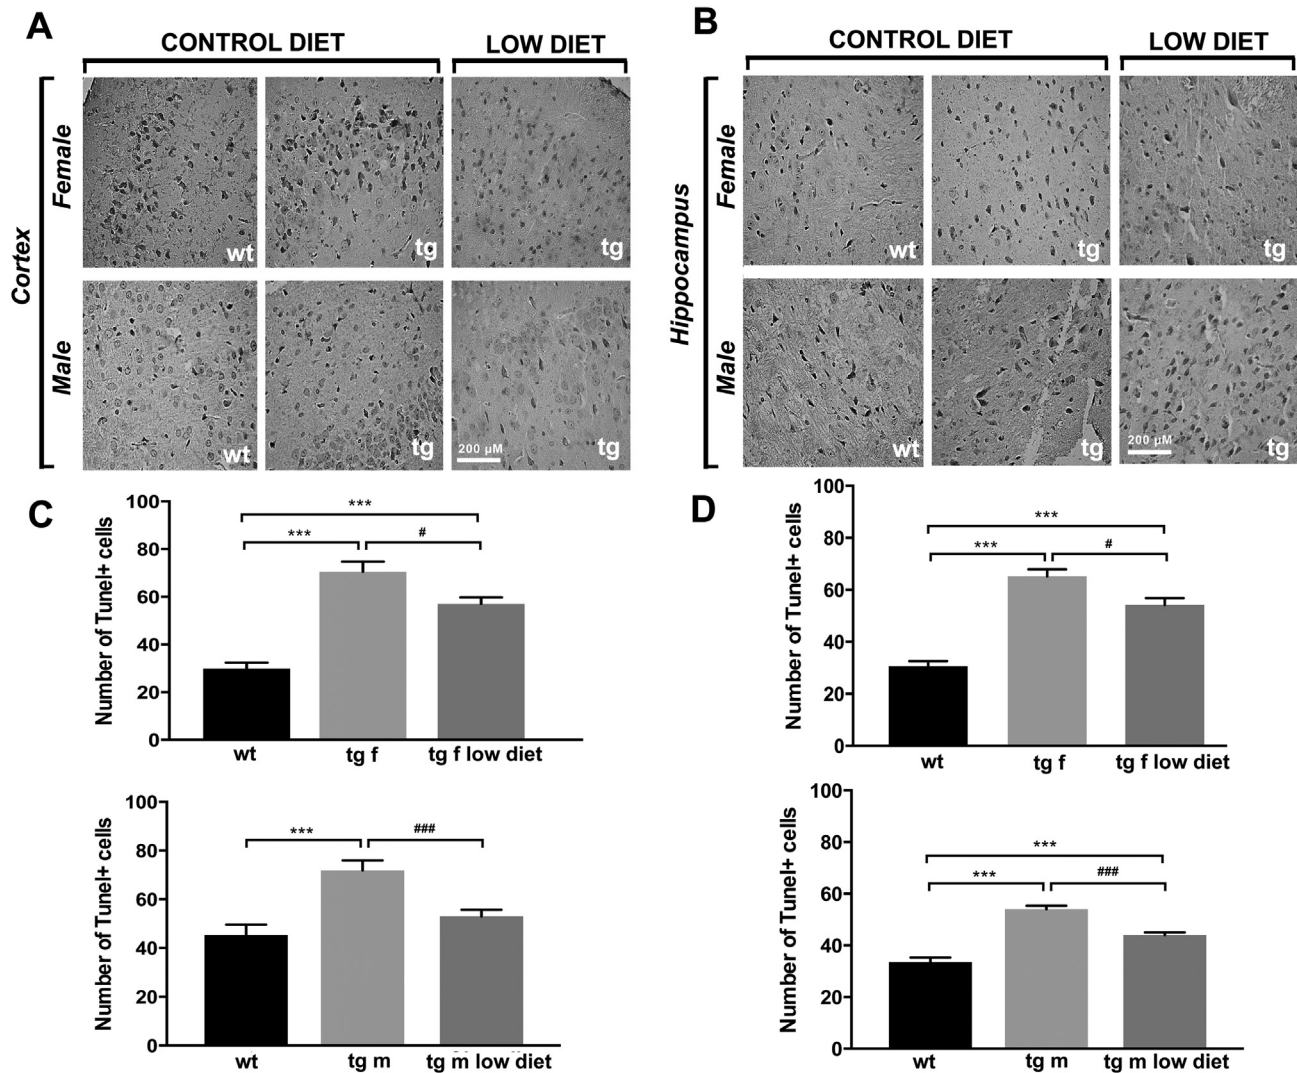 A
CONTROL DIET
LOW DIET
Cortex
Female
wt
tg
tg
Male
wt
tg
200 µM
tg
B
CONTROL DIET
LOW DIET
Hippocampus
Female
wt
tg
tg
Male
wt
tg
200 µM
tg
C
Number of Tunel+ cells
100
80
60
40
20
0
***
***
#
wt
tg f
tg f low diet
Number of Tunel+ cells
100
80
60
40
20
0
***
###
wt
tg m
tg m low diet
D
Number of Tunel+ cells
100
80
60
40
20
0
***
***
#
wt
tg f
tg f low diet
Number of Tunel+ cells
100
80
60
40
20
0
***
***
###
wt
tg m
tg m low diet